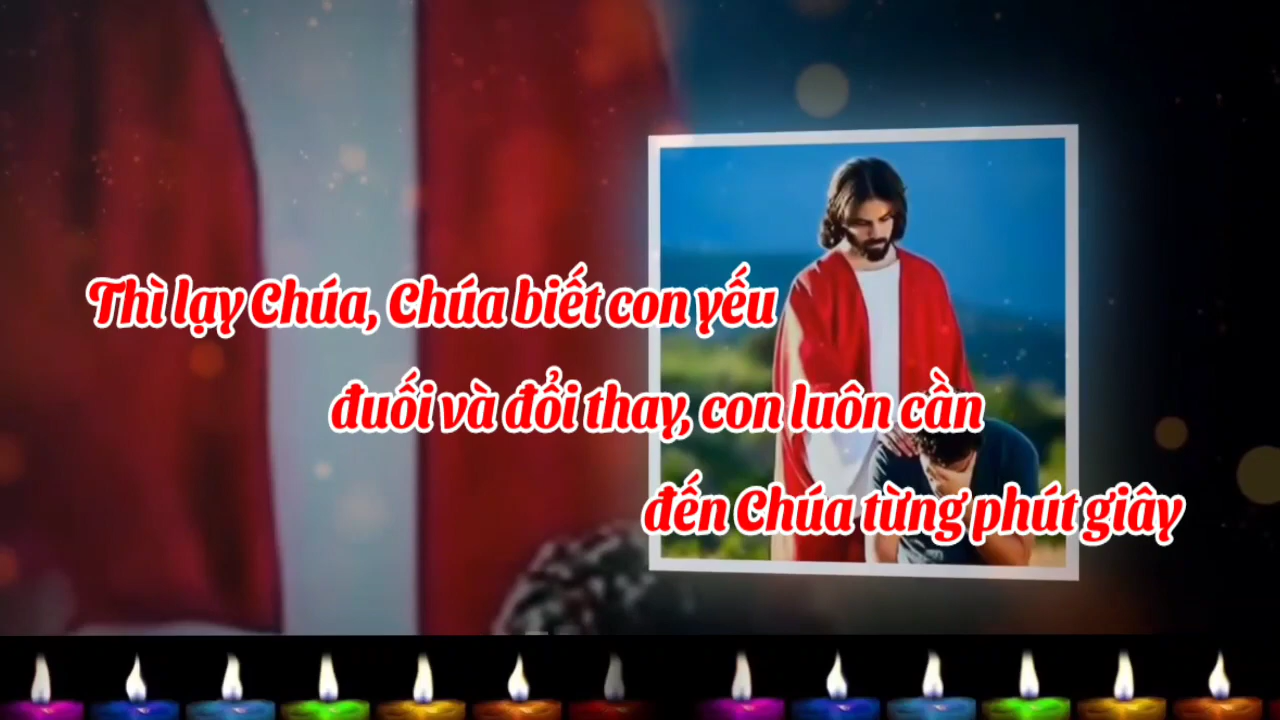 Thì lạy Chúa, Chúa biết con yếu
đuối và đổi thay, con luôn cần
đến Chúa từng phút giây